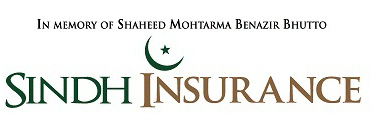 In memory of Shaheed Mohtarma Benazir Bhutto
Sindh Insurance